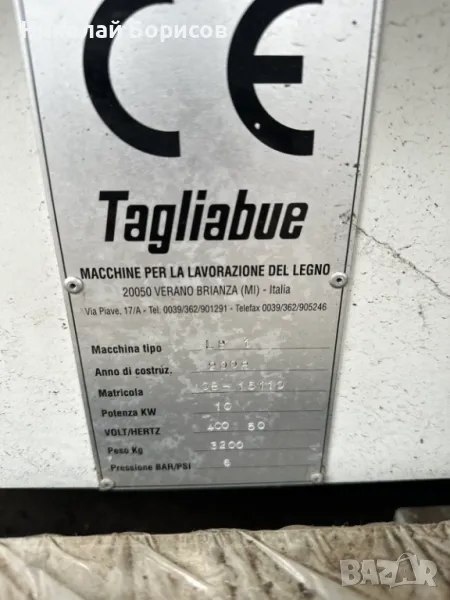 Николай Борисов
CE
Tagliabue
MACCHINE PER LA LAVORAZIONE DEL LEGNO
20050 VERANO BRIANZA (MI) - Italia
Via Piave, 17/A - Tel. 0039/362/901291 - Telefax 0039/362/905246
Macchina tipo
Anno di costruz.
Matricola
Potenza KW 10
VOLT/HERTZ 400 50
Peso Kg 3200
Pressione BAR/PSI 6
BAZAR